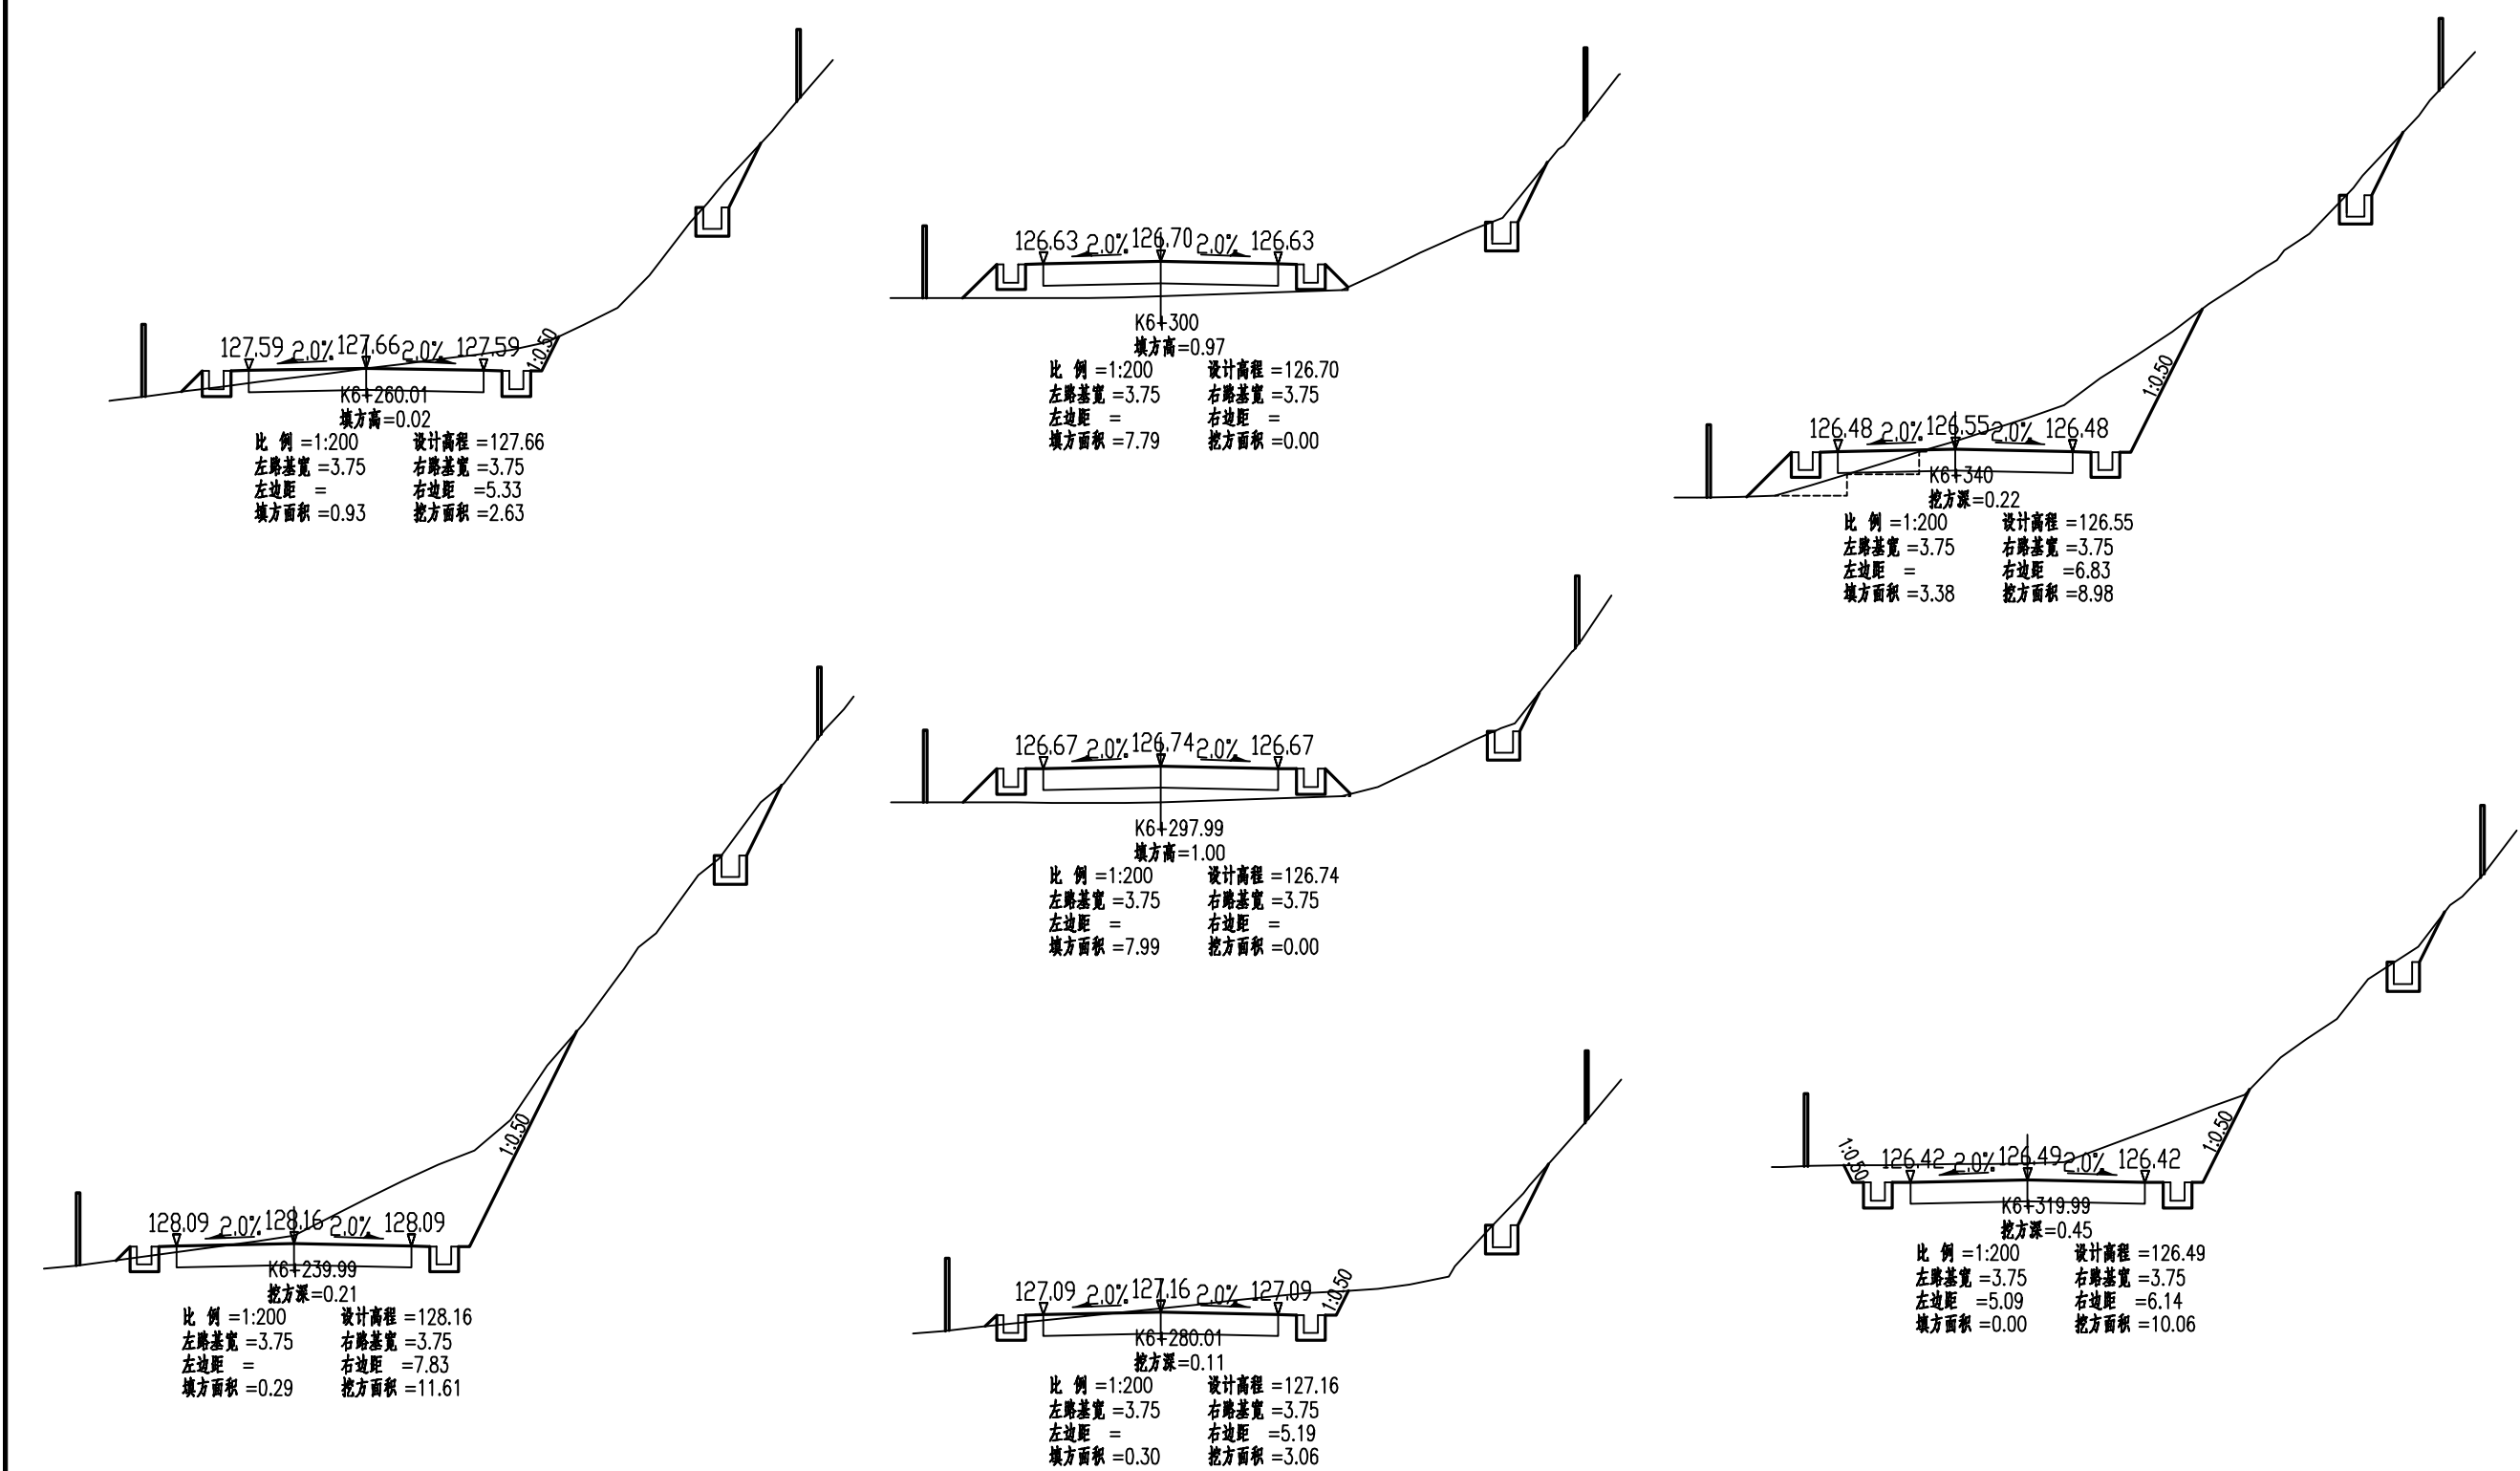 127.59 2.0% 127.66 2.0% 127.59
1:0.50
K6+260.01
填方高=0.02
比 例 =1:200 设计高程 =127.66
左路基宽 =3.75 右路基宽 =3.75
左边距 = 右边距 =5.33
填方面积 =0.93 挖方面积 =2.63
128.09 2.0% 128.16 2.0% 128.09
1:0.50
K6+239.99
挖方深=0.21
比 例 =1:200 设计高程 =128.16
左路基宽 =3.75 右路基宽 =3.75
左边距 = 右边距 =7.83
填方面积 =0.29 挖方面积 =11.61
126.63 2.0% 126.70 2.0% 126.63
K6+300
填方高=0.97
比 例 =1:200 设计高程 =126.70
左路基宽 =3.75 右路基宽 =3.75
左边距 = 右边距 =
填方面积 =7.79 挖方面积 =0.00
126.67 2.0% 126.74 2.0% 126.67
K6+297.99
填方高=1.00
比 例 =1:200 设计高程 =126.74
左路基宽 =3.75 右路基宽 =3.75
左边距 = 右边距 =
填方面积 =7.99 挖方面积 =0.00
127.09 2.0% 127.16 2.0% 127.09
1:0.50
K6+280.01
挖方深=0.11
比 例 =1:200 设计高程 =127.16
左路基宽 =3.75 右路基宽 =3.75
左边距 = 右边距 =5.19
填方面积 =0.30 挖方面积 =3.06
126.48 2.0% 126.55 2.0% 126.48
1:0.50
K6+340
挖方深=0.22
比 例 =1:200 设计高程 =126.55
左路基宽 =3.75 右路基宽 =3.75
左边距 = 右边距 =6.83
填方面积 =3.38 挖方面积 =8.98
1:0.50
126.42 2.0% 126.49 2.0% 126.42
1:0.50
K6+319.99
挖方深=0.45
比 例 =1:200 设计高程 =126.49
左路基宽 =3.75 右路基宽 =3.75
左边距 =5.09 右边距 =6.14
填方面积 =0.00 挖方面积 =10.06